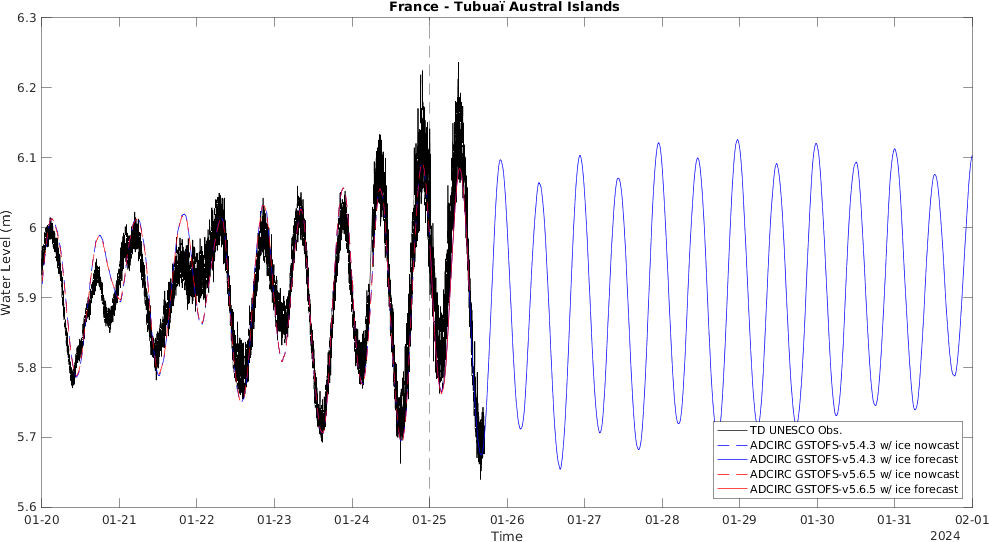 France - Tubuaï Austral Islands
Water Level (m)
6.3
6.2
6.1
6
5.9
5.8
5.7
5.6
TD UNESCO Obs.
ADCIRC GSTOFS-v5.4.3 w/ ice nowcast
ADCIRC GSTOFS-v5.4.3 w/ ice forecast
ADCIRC GSTOFS-v5.6.5 w/ ice nowcast
ADCIRC GSTOFS-v5.6.5 w/ ice forecast
01-20 01-21 01-22 01-23 01-24 01-25 01-26 01-27 01-28 01-29 01-30 01-31 02-01
Time
2024